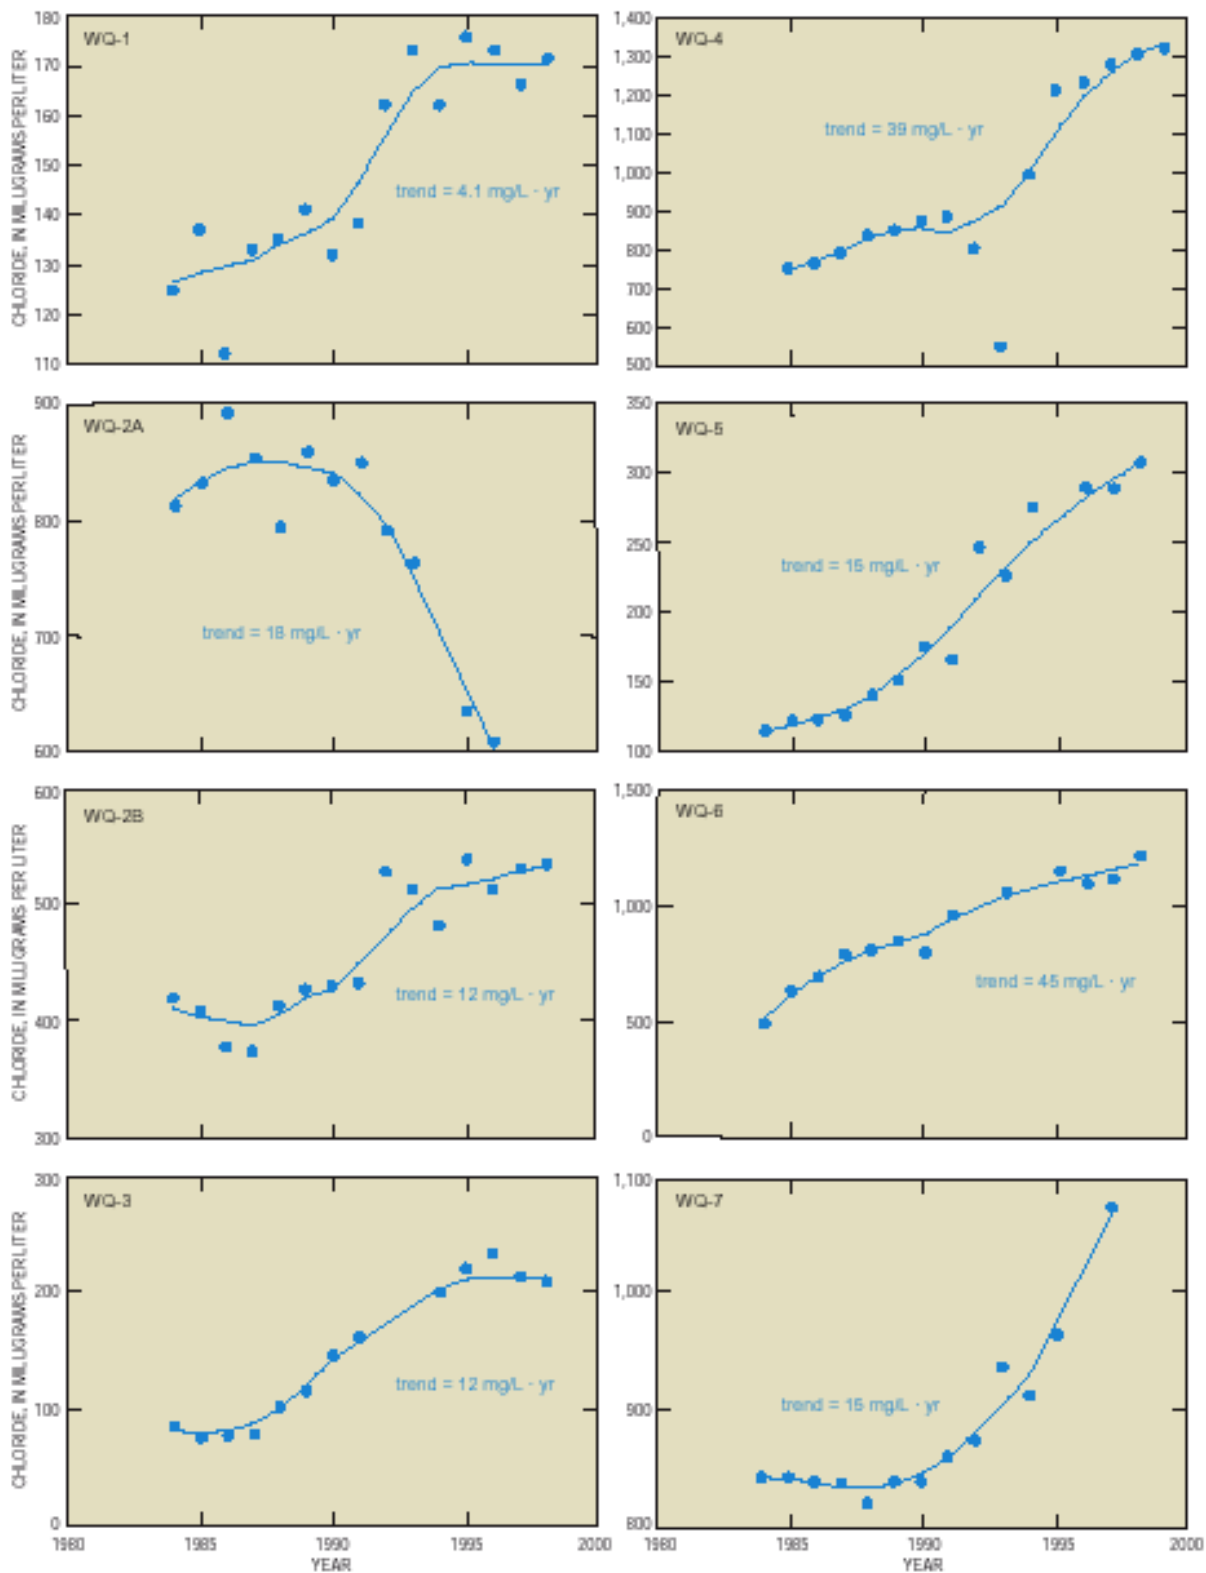 WQ-1
CHLORIDE, IN MILLIGRAMS PER LITER
180
170
160
150
140
130
120
110
trend = 4.1 mg/L - yr
WQ-4
1,400
1,300
1,200
1,100
1,000
900
800
700
600
500
trend = 39 mg/L - yr
WQ-2A
CHLORIDE, IN MILLIGRAMS PER LITER
900
800
700
600
trend = 18 mg/L - yr
WQ-5
350
300
250
200
150
100
trend = 15 mg/L - yr
WQ-2B
CHLORIDE, IN MILLIGRAMS PER LITER
600
500
400
300
trend = 12 mg/L - yr
WQ-6
1,500
1,000
500
0
trend = 45 mg/L - yr
WQ-3
CHLORIDE, IN MILLIGRAMS PER LITER
300
200
100
0
trend = 12 mg/L - yr
1980 1985 1990 1995 2000
YEAR
WQ-7
1,100
1,000
900
800
trend = 15 mg/L - yr
1980 1985 1990 1995 2000
YEAR